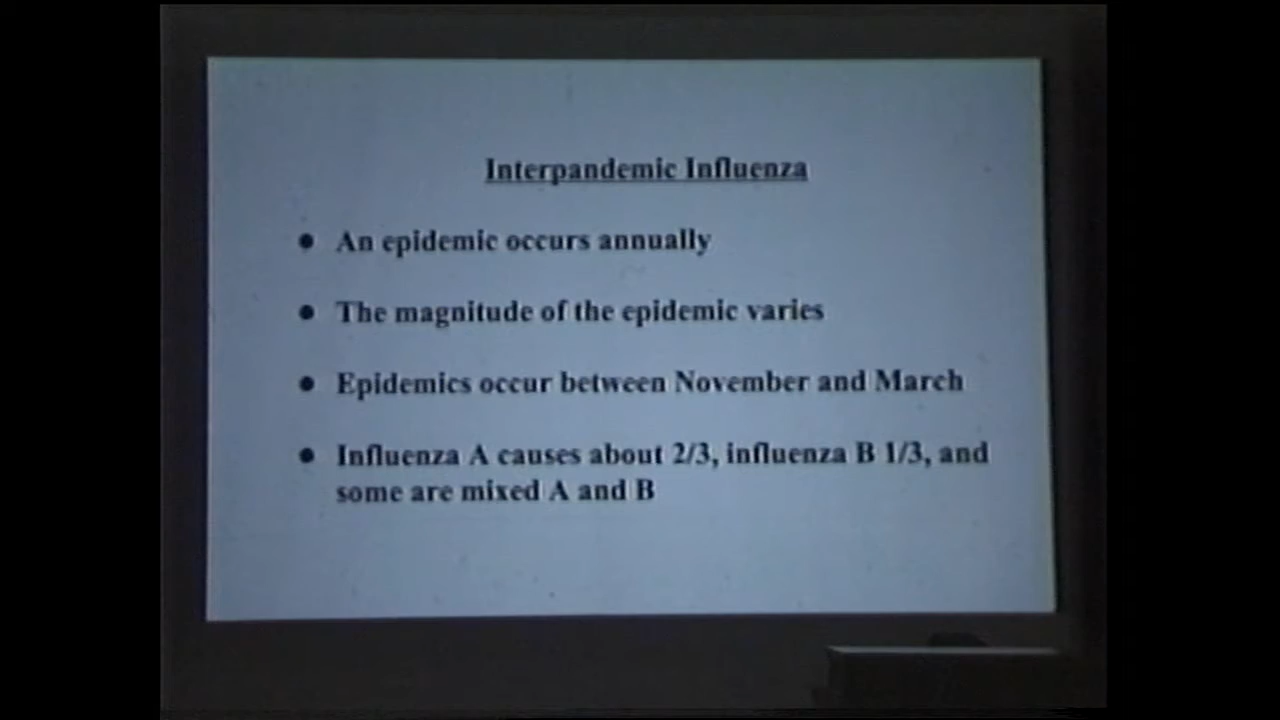 Interpandemic Influenza
● An epidemic occurs annually
● The magnitude of the epidemic varies
● Epidemics occur between November and March
● Influenza A causes about 2/3, influenza B 1/3, and
some are mixed A and B